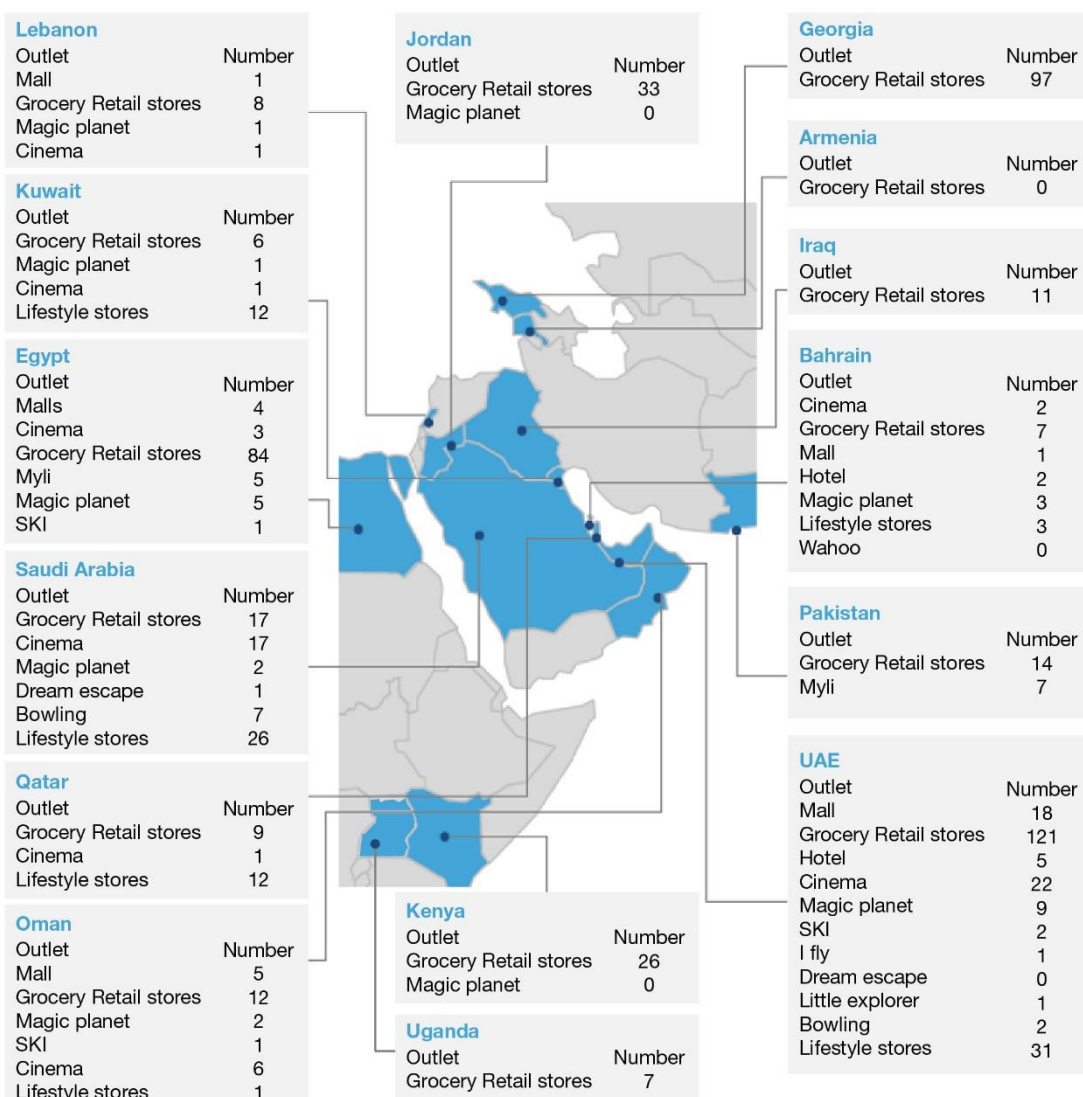 Lebanon
Outlet Number
Mall 1
Grocery Retail stores 8
Magic planet 1
Cinema 1
Kuwait
Outlet Number
Grocery Retail stores 6
Magic planet 1
Cinema 1
Lifestyle stores 12
Egypt
Outlet Number
Malls 4
Cinema 3
Grocery Retail stores 84
Myli 5
Magic planet 5
SKI 1
Saudi Arabia
Outlet Number
Grocery Retail stores 17
Cinema 17
Magic planet 2
Dream escape 1
Bowling 7
Lifestyle stores 26
Qatar
Outlet Number
Grocery Retail stores 9
Cinema 1
Lifestyle stores 12
Oman
Outlet Number
Mall 5
Grocery Retail stores 12
Magic planet 2
SKI 1
Cinema 6
Lifestyle stores 1
Jordan
Outlet Number
Grocery Retail stores 33
Magic planet 0
Kenya
Outlet Number
Grocery Retail stores 26
Magic planet 0
Uganda
Outlet Number
Grocery Retail stores 7
Georgia
Outlet Number
Grocery Retail stores 97
Armenia
Outlet Number
Grocery Retail stores 0
Iraq
Outlet Number
Grocery Retail stores 11
Bahrain
Outlet Number
Cinema 2
Grocery Retail stores 7
Mall 1
Hotel 2
Magic planet 3
Lifestyle stores 3
Wahoo 0
Pakistan
Outlet Number
Grocery Retail stores 14
Myli 7
UAE
Outlet Number
Mall 18
Grocery Retail stores 121
Hotel 5
Cinema 22
Magic planet 9
SKI 2
I fly 1
Dream escape 0
Little explorer 1
Bowling 2
Lifestyle stores 31